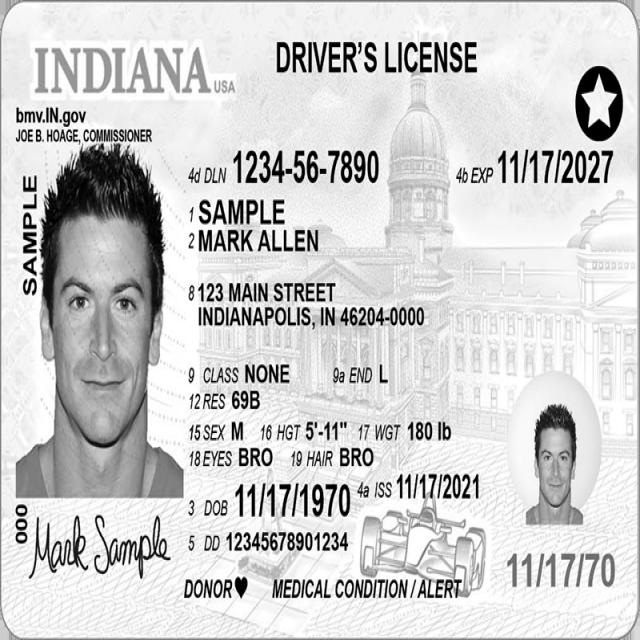 INDIANA USA
DRIVER'S LICENSE
bmv.IN.gov
JOE B. HOAGE, COMMISSIONER
4d DLN 1234-56-7890 4b EXP 11/17/2027
SAMPLE
1 SAMPLE
2 MARK ALLEN
8 123 MAIN STREET
INDIANAPOLIS, IN 46204-0000
9 CLASS NONE 9a END L
12 RES 69B
15 SEX M 16 HGT 5'-11" 17 WGT 180 lb
18 EYES BRO 19 HAIR BRO
3 DOB 11/17/1970 4a ISS 11/17/2021
000
Mark Sample
5 DD 12345678901234
11/17/70
DONOR♥ MEDICAL CONDITION / ALERT